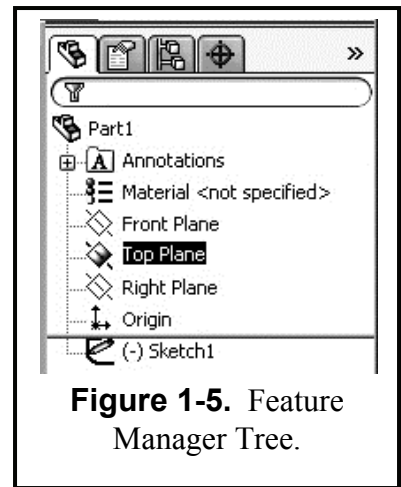 »
Part1
A Annotations
Material <not specified>
Front Plane
Top Plane
Right Plane
Origin
(-) Sketch1
Figure 1-5. Feature
Manager Tree.